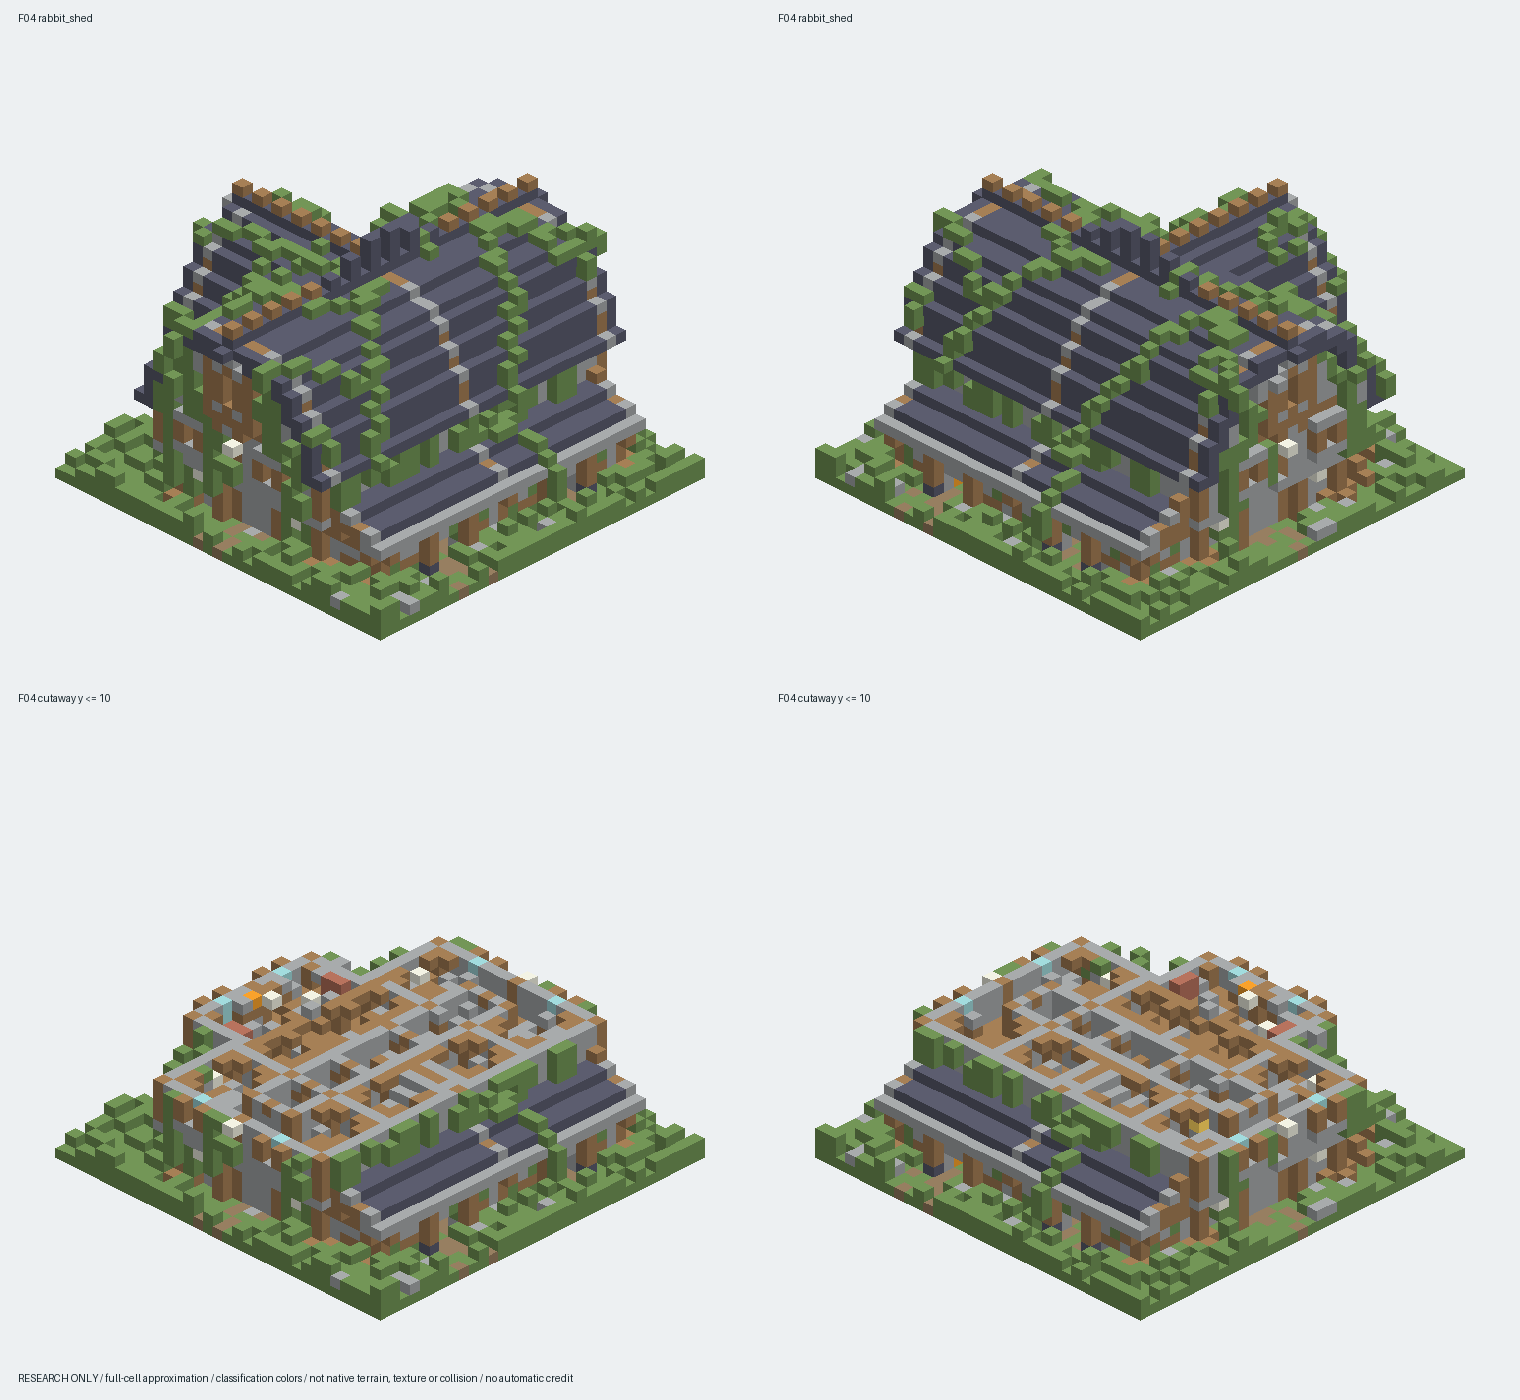 F04 rabbit_shed
F04 rabbit_shed
F04 cutaway y <= 10
F04 cutaway y <= 10
RESEARCH ONLY / full-cell approximation / classification colors / not native terrain, texture or collision / no automatic credit